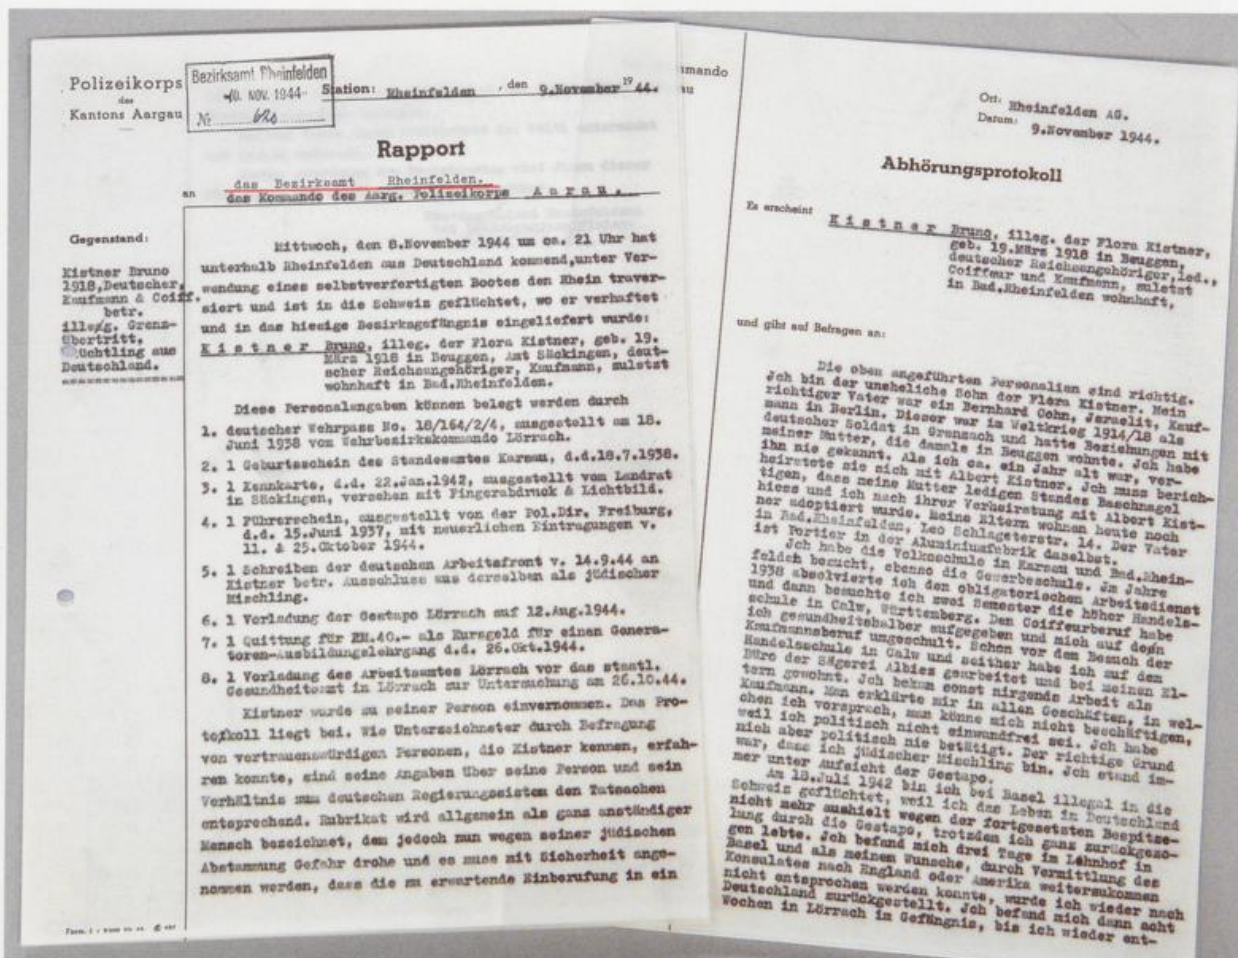 Polizeikorps
des
Kantons Aargau
Bezirksamt Rheinfelden
10. NOV. 1944
№ 620
Station: Rheinfelden, den 9.November 1944.
Rapport
an das Bezirksamt Rheinfelden.
das Kommando des Aarg. Polizeikorps Aarau.
Gegenstand:
Kistner Bruno
1918,Deutscher,
Kaufmann & Coiff.
betr.
illeg. Grenz-
übertritt,
Flüchtling aus
Deutschland.
Mittwoch, den 8.November 1944 um ca. 21 Uhr hat
unterhalb Rheinfelden aus Deutschland kommend,unter Ver-
wendung eines selbstverfertigten Bootes den Rhein traver-
siert und ist in die Schweiz geflüchtet, wo er verhaftet
und in das hiesige Bezirksgefängnis eingeliefert wurde:
Kistner Bruno, illeg. der Flora Kistner, geb. 19.
März 1918 in Beuggen, Amt Säckingen, deut-
scher Reichsangehöriger, Kaufmann, zuletzt
wohnhaft in Bad.Rheinfelden.
Diese Personalangaben können belegt werden durch
1. deutscher Wehrpass No. 18/164/2/4, ausgestellt am 18.
Juni 1938 vom Wehrbezirkskommando Lörrach.
2. 1 Geburtsschein des Standesamtes Karsau, d.d.18.7.1938.
3. 1 Kennkarte, d.d. 22.Jan.1942, ausgestellt vom Landrat
in Säckingen, versehen mit Fingerabdruck & Lichtbild.
4. 1 Führerschein, ausgestellt von der Pol.Dir. Freiburg,
d.d. 15.Juni 1937, mit neuerlichen Eintragungen v.
11. & 25.Oktober 1944.
5. 1 Schreiben der deutschen Arbeitsfront v. 14.9.44 an
Kistner betr. Ausschluss aus derselben als jüdischer
Mischling.
6. 1 Vorladung der Gestapo Lörrach auf 12.Aug.1944.
7. 1 Quittung für RM.40.- als Kursgeld für einen Genera-
toren-Ausbildungslehrgang d.d. 26.Okt.1944.
8. 1 Vorladung des Arbeitsamtes Lörrach vor das staatl.
Gesundheitsamt in Lörrach zur Untersuchung am 26.10.44.
Kistner wurde zu seiner Person einvernommen. Das Pro-
tokoll liegt bei. Wie Unterzeichneter durch Befragung
von vertrauenswürdigen Personen, die Kistner kennen, erfah-
ren konnte, sind seine Angaben über seine Person und sein
Verhältnis zum deutschen Regierungssistem den Tatsachen
entsprechend. Rubrikat wird allgemein als ganz anständiger
Mensch bezeichnet, dem jedoch nun wegen seiner jüdischen
Abstammung Gefahr drohe und es muss mit Sicherheit ange-
nommen werden, dass die zu erwartende Einberufung in ein
mmando
au
Ort: Rheinfelden AG.
Datum: 9.November 1944.
Abhörungsprotokoll
Es erscheint Kistner Bruno, illeg. der Flora Kistner,
geb. 19.März 1918 in Beuggen,
deutscher Reichsangehöriger,led.,
Coiffeur und Kaufmann, zuletzt
in Bad.Rheinfelden wohnhaft,
und gibt auf Befragen an:
Die oben angeführten Personalien sind richtig.
Jch bin der uneheliche Sohn der Flora Kistner. Mein
richtiger Vater war ein Bernhard Cohn, Jsraelit, Kauf-
mann in Berlin. Dieser war im Weltkrieg 1914/18 als
deutscher Soldat in Grenzach und hatte Beziehungen mit
meiner Mutter, die damals in Beuggen wohnte. Jch habe
ihn nie gekannt. Als ich ca. ein Jahr alt war, ver-
heiratete sie sich mit Albert Kistner. Jch muss berich-
tigen, dass meine Mutter ledigen Standes Baschnagel
hiess und ich nach ihrer Verheiratung mit Albert Kist-
ner adoptiert wurde. Meine Eltern wohnen heute noch
in Bad.Rheinfelden, Leo Schlageterstr. 14. Der Vater
ist Portier in der Aluminiumfabrik daselbst.
Jch habe die Volksschule in Karsau und Bad.Rhein-
felden besucht, ebenso die Gewerbeschule. Jm Jahre
1938 absolvierte ich den obligatorischen Arbeitsdienst
und dann besuchte ich zwei Semester die höher Handels-
schule in Calw, Württemberg. Den Coiffeurberuf habe
ich gesundheitshalber aufgegeben und mich auf dem
Kaufmannsberuf umgeschult. Schon vor dem Besuch der
Handelsschule in Calw und seither habe ich auf dem
Büro der Sägerei Albies gearbeitet und bei meinen El-
tern gewohnt. Jch bekam sonst nirgends Arbeit als
Kaufmann. Man erklärte mir in allen Geschäften, in wel-
chen ich vorsprach, man könne mich nicht beschäftigen,
weil ich politisch nicht einwandfrei sei. Jch habe
mich aber politisch nie betätigt. Der richtige Grund
war, dass ich jüdischer Mischling bin. Jch stand im-
mer unter Aufsicht der Gestapo.
Am 18.Juli 1942 bin ich bei Basel illegal in die
Schweiz geflüchtet, weil ich das Leben in Deutschland
nicht mehr aushielt wegen der fortgesetzten Bespitze-
lung durch die Gestapo, trotzdem ich ganz zurückgezo-
gen lebte. Jch befand mich drei Tage im Lohnhof in
Basel und als meinem Wunsche, durch Vermittlung des
Konsulates nach England oder Amerika weiterzukommen
nicht entsprochen werden konnte, wurde ich wieder nach
Deutschland zurückgestellt. Jch befand mich dann acht
Wochen in Lörrach im Gefängnis, bis ich wieder ent-